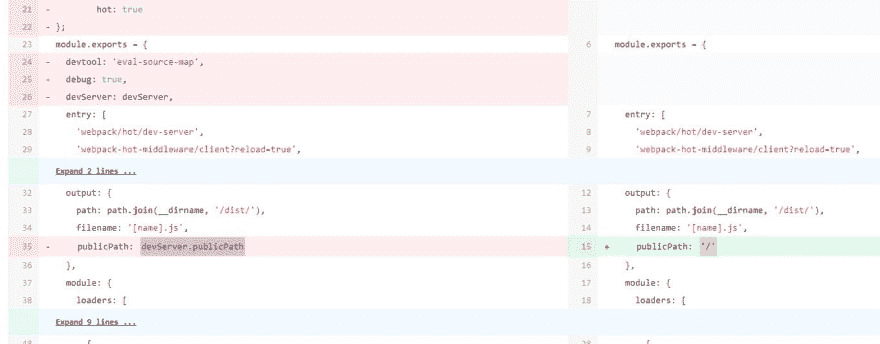 21 - hot: true
22 - };
23 module.exports = {
24 - devtool: 'eval-source-map',
25 - debug: true,
26 - devServer: devServer,
27 entry: [
28 'webpack/hot/dev-server',
29 'webpack-hot-middleware/client?reload=true',
Expand 2 lines ...
32 output: {
33 path: path.join(__dirname, '/dist/'),
34 filename: '[name].js',
35 - publicPath: devServer.publicPath
36 },
37 module: {
38 loaders: [
Expand 9 lines ...
48 {
6 module.exports = {
7 entry: [
8 'webpack/hot/dev-server',
9 'webpack-hot-middleware/client?reload=true',
12 output: {
13 path: path.join(__dirname, '/dist/'),
14 filename: '[name].js',
15 + publicPath: '/'
16 },
17 module: {
18 loaders: [
28 {